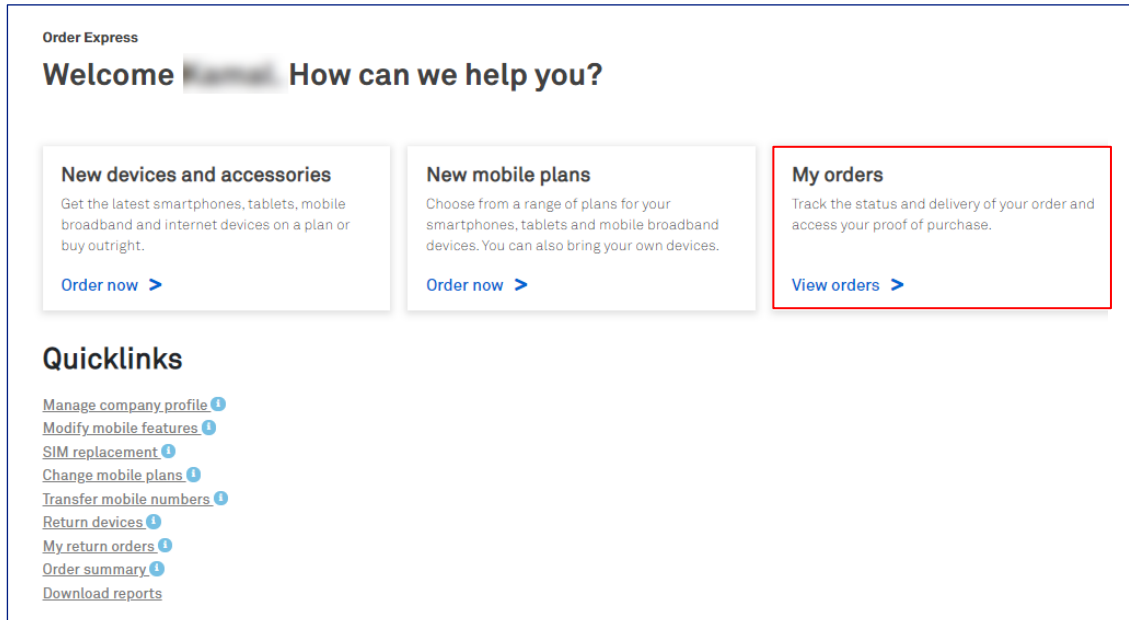 Order Express
Welcome How can we help you?
New devices and accessories
Get the latest smartphones, tablets, mobile
broadband and internet devices on a plan or
buy outright.
Order now >
New mobile plans
Choose from a range of plans for your
smartphones, tablets and mobile broadband
devices. You can also bring your own devices.
Order now >
My orders
Track the status and delivery of your order and
access your proof of purchase.
View orders >
Quicklinks
Manage company profile i
Modify mobile features i
SIM replacement i
Change mobile plans i
Transfer mobile numbers i
Return devices i
My return orders i
Order summary i
Download reports